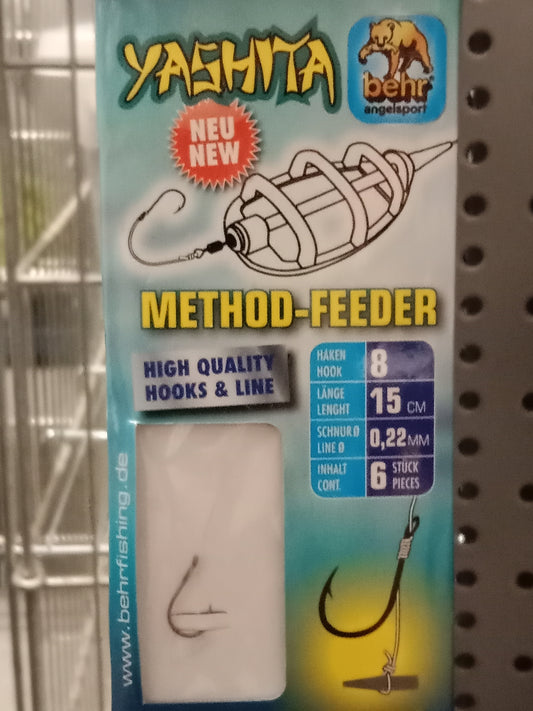 YASHITA
behr
angelsport
NEU
NEW
METHOD-FEEDER
HIGH QUALITY
HOOKS & LINE
HAKEN
HOOK
8
LÄNGE
LENGHT
15 CM
SCHNUR Ø
LINE Ø
0,22 MM
INHALT
CONT.
6 STÜCK
PIECES
www.behrfishing.de